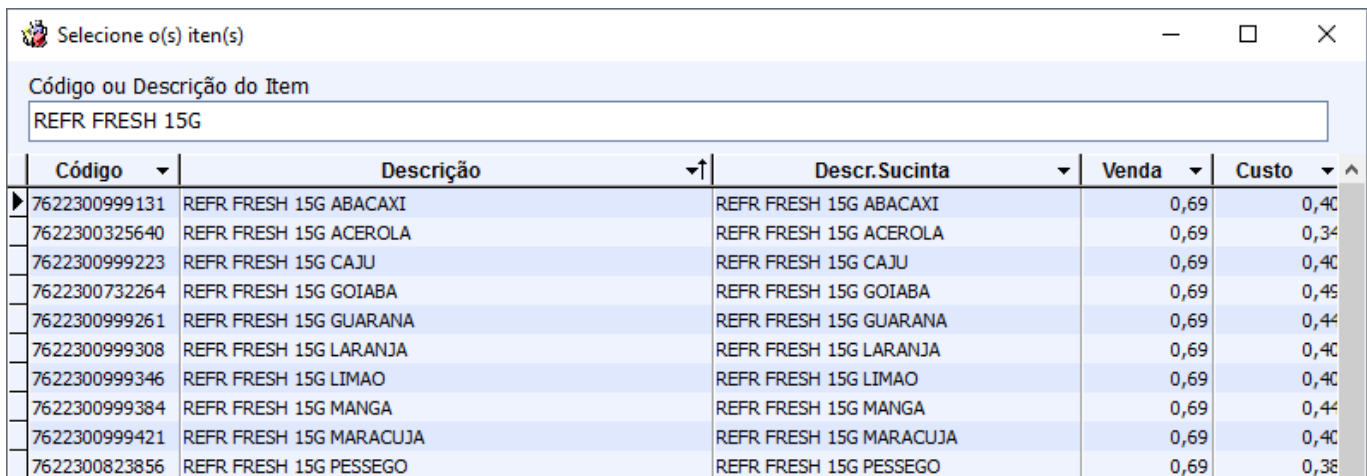 Selecione o(s) iten(s)
Código ou Descrição do Item
REFR FRESH 15G
Código Descrição Descr.Sucinta Venda Custo
7622300999131 REFR FRESH 15G ABACAXI REFR FRESH 15G ABACAXI 0,69 0,40
7622300325640 REFR FRESH 15G ACEROLA REFR FRESH 15G ACEROLA 0,69 0,34
7622300999223 REFR FRESH 15G CAJU REFR FRESH 15G CAJU 0,69 0,40
7622300732264 REFR FRESH 15G GOIABA REFR FRESH 15G GOIABA 0,69 0,49
7622300999261 REFR FRESH 15G GUARANA REFR FRESH 15G GUARANA 0,69 0,44
7622300999308 REFR FRESH 15G LARANJA REFR FRESH 15G LARANJA 0,69 0,40
7622300999346 REFR FRESH 15G LIMAO REFR FRESH 15G LIMAO 0,69 0,40
7622300999384 REFR FRESH 15G MANGA REFR FRESH 15G MANGA 0,69 0,44
7622300999421 REFR FRESH 15G MARACUJA REFR FRESH 15G MARACUJA 0,69 0,40
7622300823856 REFR FRESH 15G PESSEGO REFR FRESH 15G PESSEGO 0,69 0,38